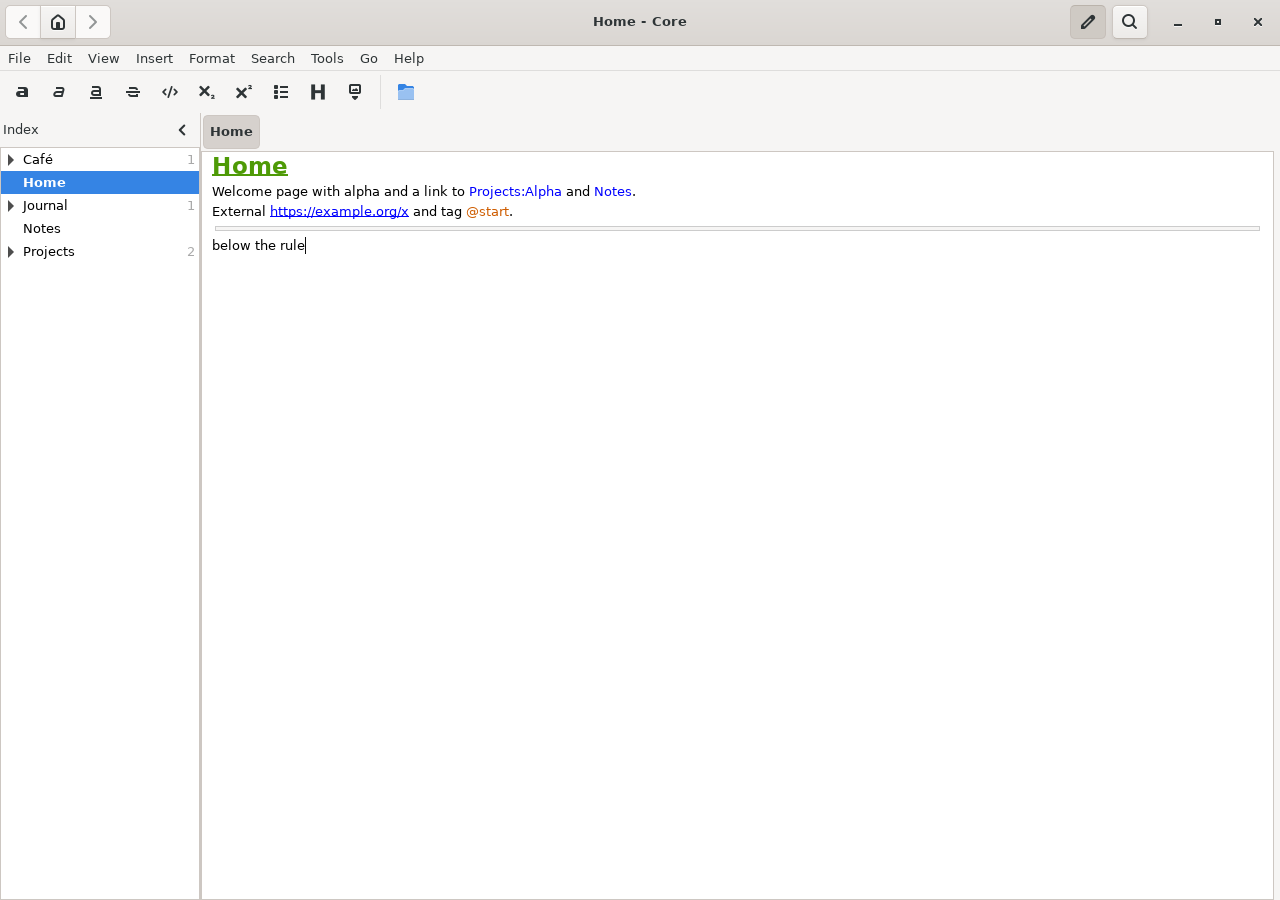 Home - Core
File Edit View Insert Format Search Tools Go Help
Index
Café 1
Home
Journal 1
Notes
Projects 2
Home
Home
Welcome page with alpha and a link to Projects:Alpha and Notes.
External https://example.org/x and tag @start.
below the rule